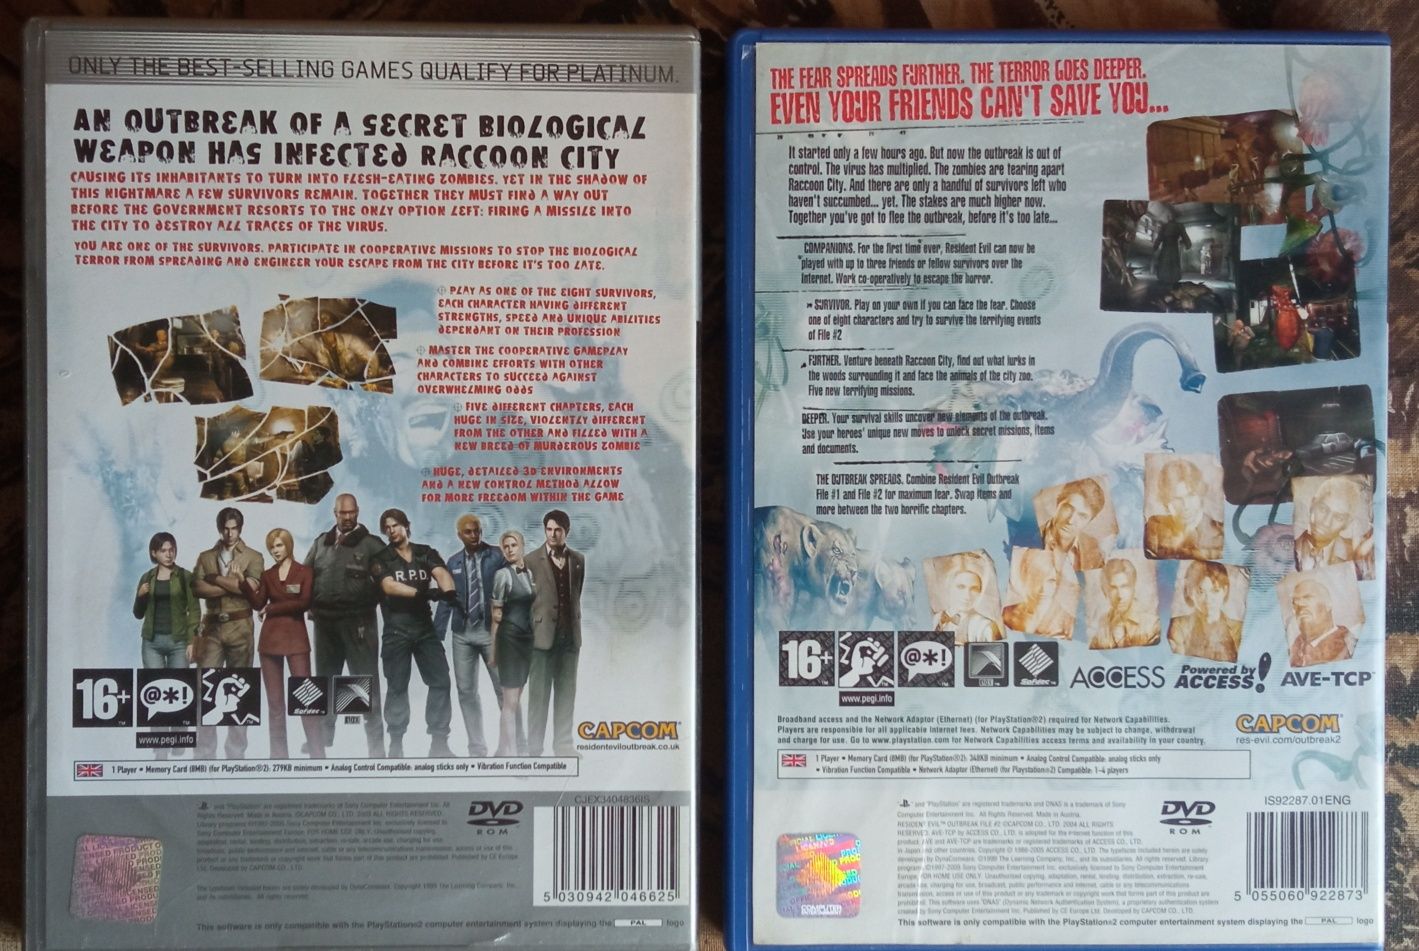 ONLY THE BEST-SELLING GAMES QUALIFY FOR PLATINUM.
AN OUTBREAK OF A SECRET BIOLOGICAL
WEAPON HAS INFECTED RACCOON CITY
CAUSING ITS INHABITANTS TO TURN INTO FLESH-EATING ZOMBIES. YET IN THE SHADOW OF
THIS NIGHTMARE A FEW SURVIVORS REMAIN. TOGETHER THEY MUST FIND A WAY OUT
BEFORE THE GOVERNMENT RESORTS TO THE ONLY OPTION LEFT: FIRING A MISSILE INTO
THE CITY TO DESTROY ALL TRACES OF THE VIRUS.
YOU ARE ONE OF THE SURVIVORS. PARTICIPATE IN COOPERATIVE MISSIONS TO STOP THE BIOLOGICAL
TERROR FROM SPREADING AND ENGINEER YOUR ESCAPE FROM THE CITY BEFORE IT'S TOO LATE.
PLAY AS ONE OF THE EIGHT SURVIVORS,
EACH CHARACTER HAVING DIFFERENT
STRENGTHS, SPEED AND UNIQUE ABILITIES
DEPENDANT ON THEIR PROFESSION
MASTER THE COOPERATIVE GAMEPLAY
AND COMBINE EFFORTS WITH OTHER
CHARACTERS TO SUCCEED AGAINST
OVERWHELMING ODDS
FIVE DIFFERENT CHAPTERS, EACH
HUGE IN SIZE, VIOLENTLY DIFFERENT
FROM THE OTHER AND FILLED WITH A
NEW BREED OF MURDEROUS ZOMBIE
HUGE, DETAILED 3D ENVIRONMENTS
AND A NEW CONTROL METHOD ALLOW
FOR MORE FREEDOM WITHIN THE GAME
R.P.D.
16+
@*!
www.pegi.info
Sofdec
CAPCOM
residenteviloutbreak.co.uk
1 Player • Memory Card (8MB) (for PlayStation®2): 279KB minimum • Analog Control Compatible: analog sticks only • Vibration Function Compatible
CJEX3404836IS
DVD
ROM
5 030942 046625
This software is only compatible with the PlayStation®2 computer entertainment system displaying the PAL logo
THE FEAR SPREADS FURTHER. THE TERROR GOES DEEPER.
EVEN YOUR FRIENDS CAN'T SAVE YOU...
It started only a few hours ago. But now the outbreak is out of
control. The virus has multiplied. The zombies are tearing apart
Raccoon City. And there are only a handful of survivors left who
haven't succumbed... yet. The stakes are much higher now.
Together you've got to flee the outbreak, before it's too late...
COMPANIONS. For the first time ever, Resident Evil can now be
played with up to three friends or fellow survivors over the
Internet. Work co-operatively to escape the horror.
SURVIVOR. Play on your own if you can face the fear. Choose
one of eight characters and try to survive the terrifying events
of File #2
FURTHER. Venture beneath Raccoon City, find out what lurks in
the woods surrounding it and face the animals of the city zoo.
Five new terrifying missions.
DEEPER. Your survival skills uncover new elements of the outbreak.
Use your heroes' unique new moves to unlock secret missions, items
and documents.
THE OUTBREAK SPREADS. Combine Resident Evil Outbreak
File #1 and File #2 for maximum fear. Swap items and
more between the two horrific chapters.
16+
@*!
www.pegi.info
Sofdec
ACCESS
Powered by
ACCESS!
AVE-TCP
Broadband access and the Network Adaptor (Ethernet) (for PlayStation®2) required for Network Capabilities.
Players are responsible for all applicable Internet fees. Network Capabilities may be subject to change, withdrawal
and charge for use. Go to www.playstation.com for Network Capabilities access terms and availability in your country.
CAPCOM
res-evil.com/outbreak2
1 Player • Memory Card (8MB) (for PlayStation®2): 348KB minimum • Analog Control Compatible: analog sticks only
• Vibration Function Compatible • Network Adaptor (Ethernet) (for PlayStation®2) Compatible: 1-4 players
IS92287.01ENG
DVD
ROM
5 055060 922873
This software is only compatible with the PlayStation®2 computer entertainment system displaying the PAL logo